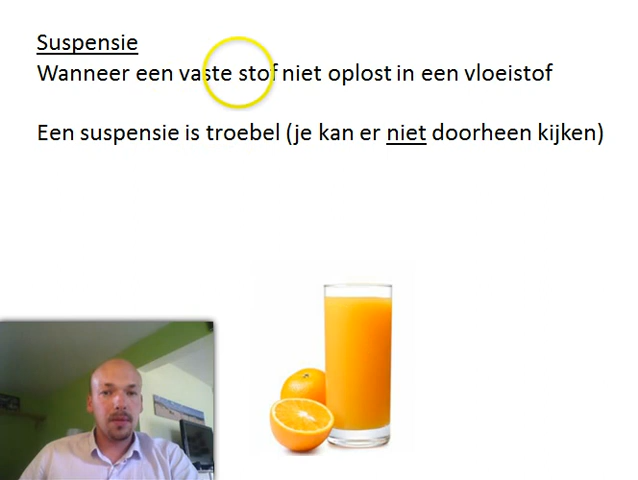 Suspensie
Wanneer een vaste stof niet oplost in een vloeistof
Een suspensie is troebel (je kan er niet doorheen kijken)